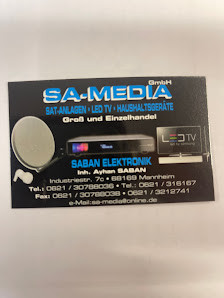 GmbH
SA-MEDIA
SAT-ANLAGEN • LED TV • HAUSHALTSGERÄTE
Groß und Einzelhandel
LED TV
SABAN ELEKTRONIK
Inh. Ayhan SABAN
Industriestr. 7c • 68169 Mannheim
Tel.: 0621 / 30788036 • Tel.: 0621 / 316167
Fax: 0621 / 30788038 • 0621 / 3212741
e-Mail:sa-media@online.de